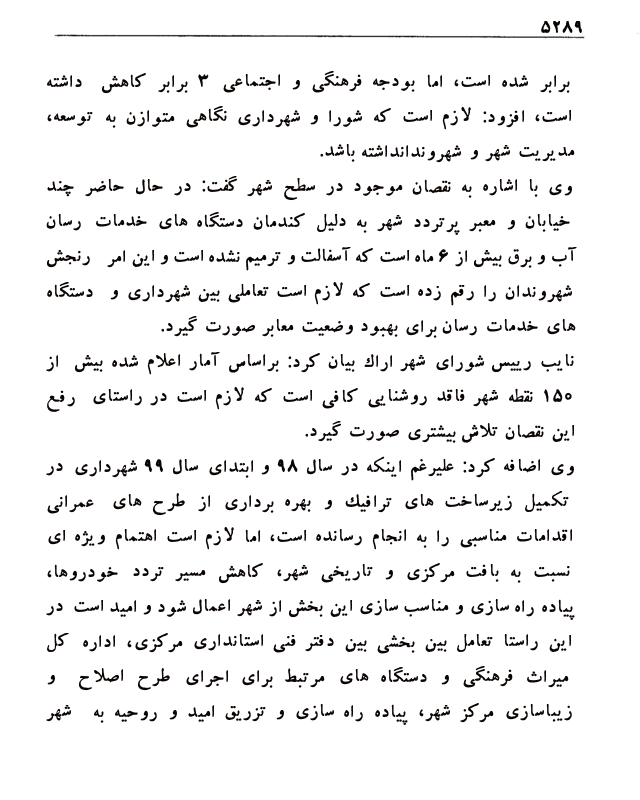 ۵۲۸۹
برابر شده است، اما بودجه فرهنگی و اجتماعی ۳ برابر کاهش داشته
است، افزود: لازم است که شورا و شهرداری نگاهی متوازن به توسعه،
مدیریت شهر و شهروندانداشته باشد.
وی با اشاره به نقصان موجود در سطح شهر گفت: در حال حاضر چند
خیابان و معبر پرتردد شهر به دلیل کندمان دستگاه های خدمات رسان
آب و برق بیش از ۶ ماه است که آسفالت و ترمیم نشده است و این امر رنجش
شهروندان را رقم زده است که لازم است تعاملی بین شهرداری و دستگاه
های خدمات رسان برای بهبود وضعیت معابر صورت گیرد.
نایب رییس شورای شهر اراك بیان کرد: براساس آمار اعلام شده بیش از
۱۵۰ نقطه شهر فاقد روشنایی کافی است که لازم است در راستای رفع
این نقصان تلاش بیشتری صورت گیرد.
وی اضافه کرد: علیرغم اینکه در سال ۹۸ و ابتدای سال ۹۹ شهرداری در
تکمیل زیرساخت های ترافیك و بهره برداری از طرح های عمرانی
اقدامات مناسبی را به انجام رسانده است، اما لازم است اهتمام ویژه ای
نسبت به بافت مرکزی و تاریخی شهر، کاهش مسیر تردد خودروها،
پیاده راه سازی و مناسب سازی این بخش از شهر اعمال شود و امید است در
این راستا تعامل بین بخشی بین دفتر فنی استانداری مرکزی، اداره کل
میراث فرهنگی و دستگاه های مرتبط برای اجرای طرح اصلاح و
زیباسازی مرکز شهر، پیاده راه سازی و تزریق امید و روحیه به شهر